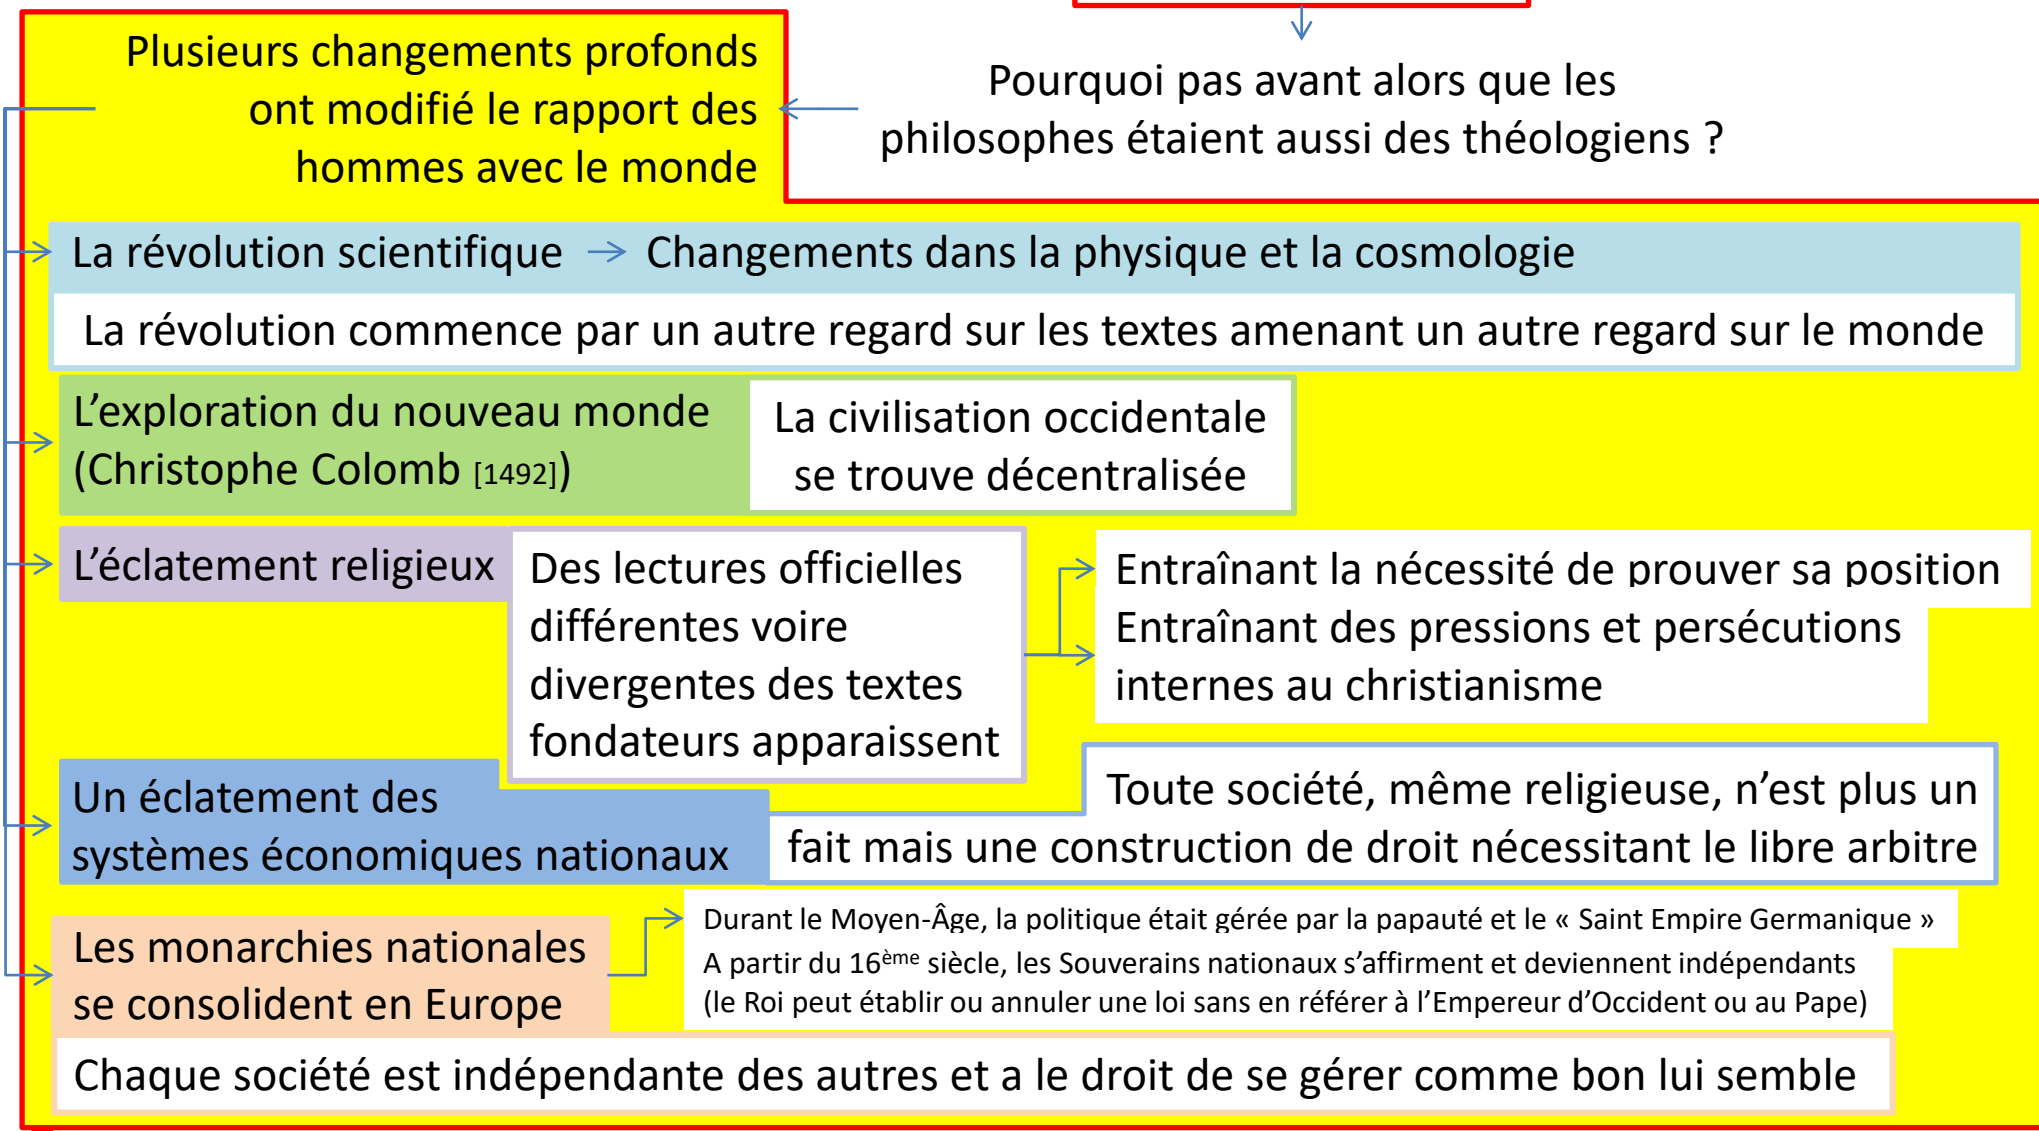 Pourquoi pas avant alors que les
philosophes étaient aussi des théologiens ?
Plusieurs changements profonds
ont modifié le rapport des
hommes avec le monde
La révolution scientifique → Changements dans la physique et la cosmologie
La révolution commence par un autre regard sur les textes amenant un autre regard sur le monde
L’exploration du nouveau monde
(Christophe Colomb [1492])
La civilisation occidentale
se trouve décentralisée
L’éclatement religieux
Des lectures officielles
différentes voire
divergentes des textes
fondateurs apparaissent
Entraînant la nécessité de prouver sa position
Entraînant des pressions et persécutions
internes au christianisme
Un éclatement des
systèmes économiques nationaux
Toute société, même religieuse, n’est plus un
fait mais une construction de droit nécessitant le libre arbitre
Les monarchies nationales
se consolident en Europe
Durant le Moyen-Âge, la politique était gérée par la papauté et le « Saint Empire Germanique »
A partir du 16ème siècle, les Souverains nationaux s’affirment et deviennent indépendants
(le Roi peut établir ou annuler une loi sans en référer à l’Empereur d’Occident ou au Pape)
Chaque société est indépendante des autres et a le droit de se gérer comme bon lui semble